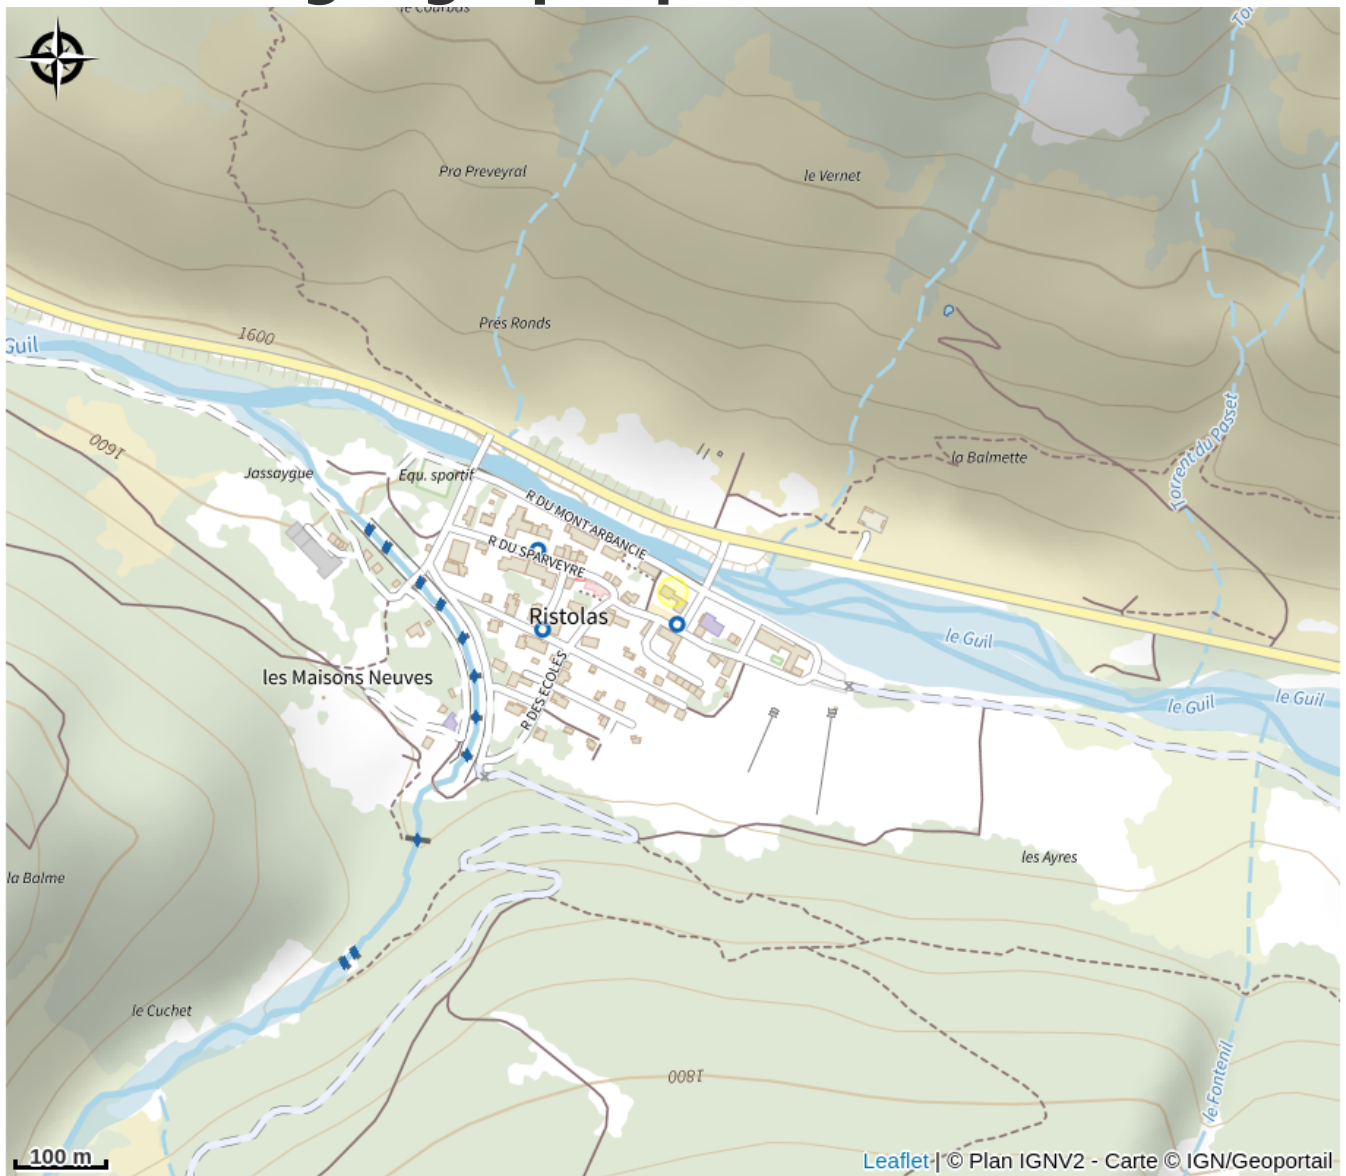 le Courbas
Pra Preveyral
le Vernet
Prés Ronds
Guil
1600
1600
Jassaygue
Equ. sportif
la Balmette
Torrent du Passet
R DU MONT ARBANCIE
R DU SPARVEYRE
Ristolas
le Guil
les Maisons Neuves
R DES ECOLES
le Guil
le Guil
les Ayres
la Balme
le Cuchet
1800
le Fontenil
100 m
Leaflet | © Plan IGNV2 - Carte © IGN/Geoportail